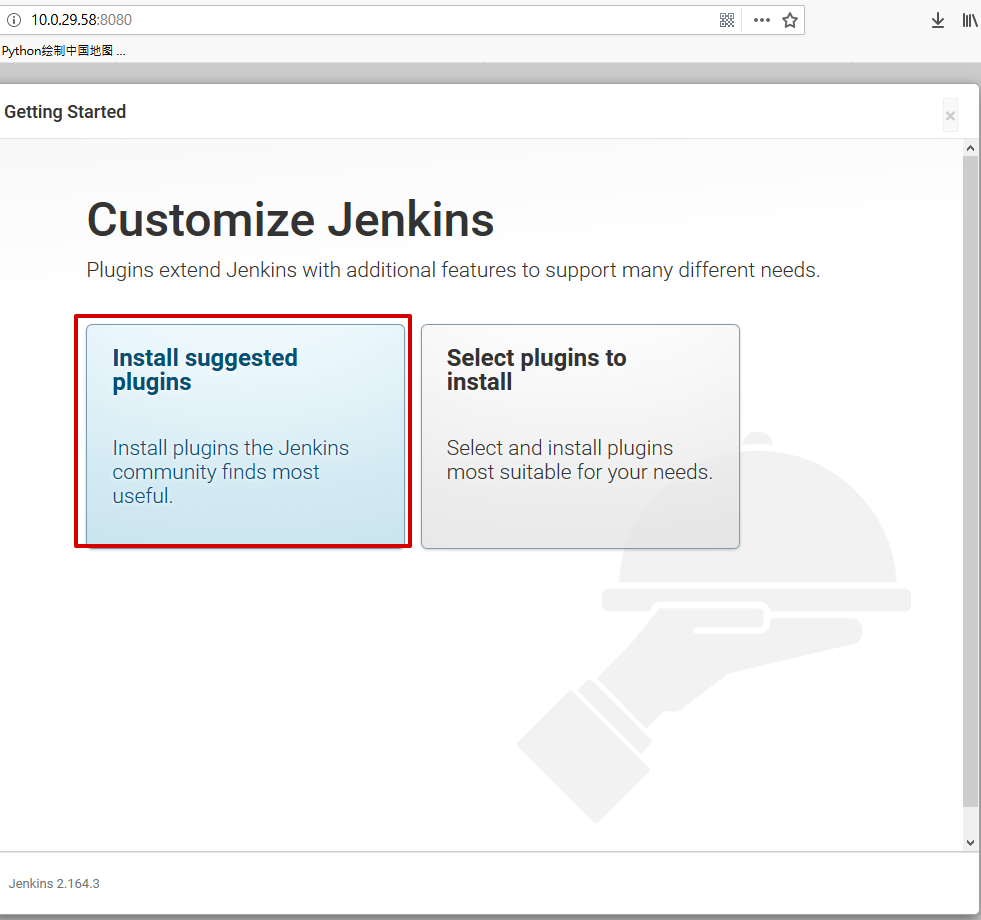 10.0.29.58:8080
Python绘制中国地图 ...
Getting Started
×
Customize Jenkins
Plugins extend Jenkins with additional features to support many different needs.
Install suggested
plugins
Install plugins the Jenkins
community finds most
useful.
Select plugins to
install
Select and install plugins
most suitable for your needs.
Jenkins 2.164.3